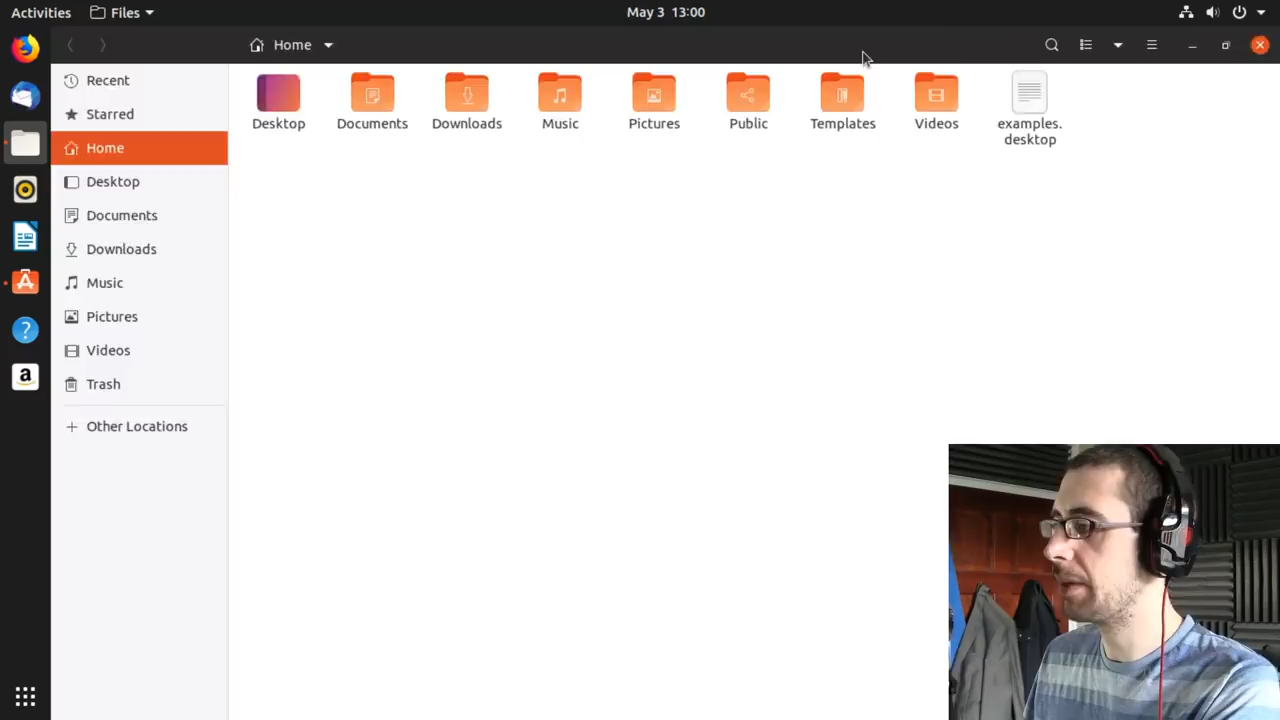 Activities
Files
May 3 13:00
Home
Recent
Starred
Home
Desktop
Documents
Downloads
Music
Pictures
Videos
Trash
Other Locations
Desktop
Documents
Downloads
Music
Pictures
Public
Templates
Videos
examples.
desktop
?
a